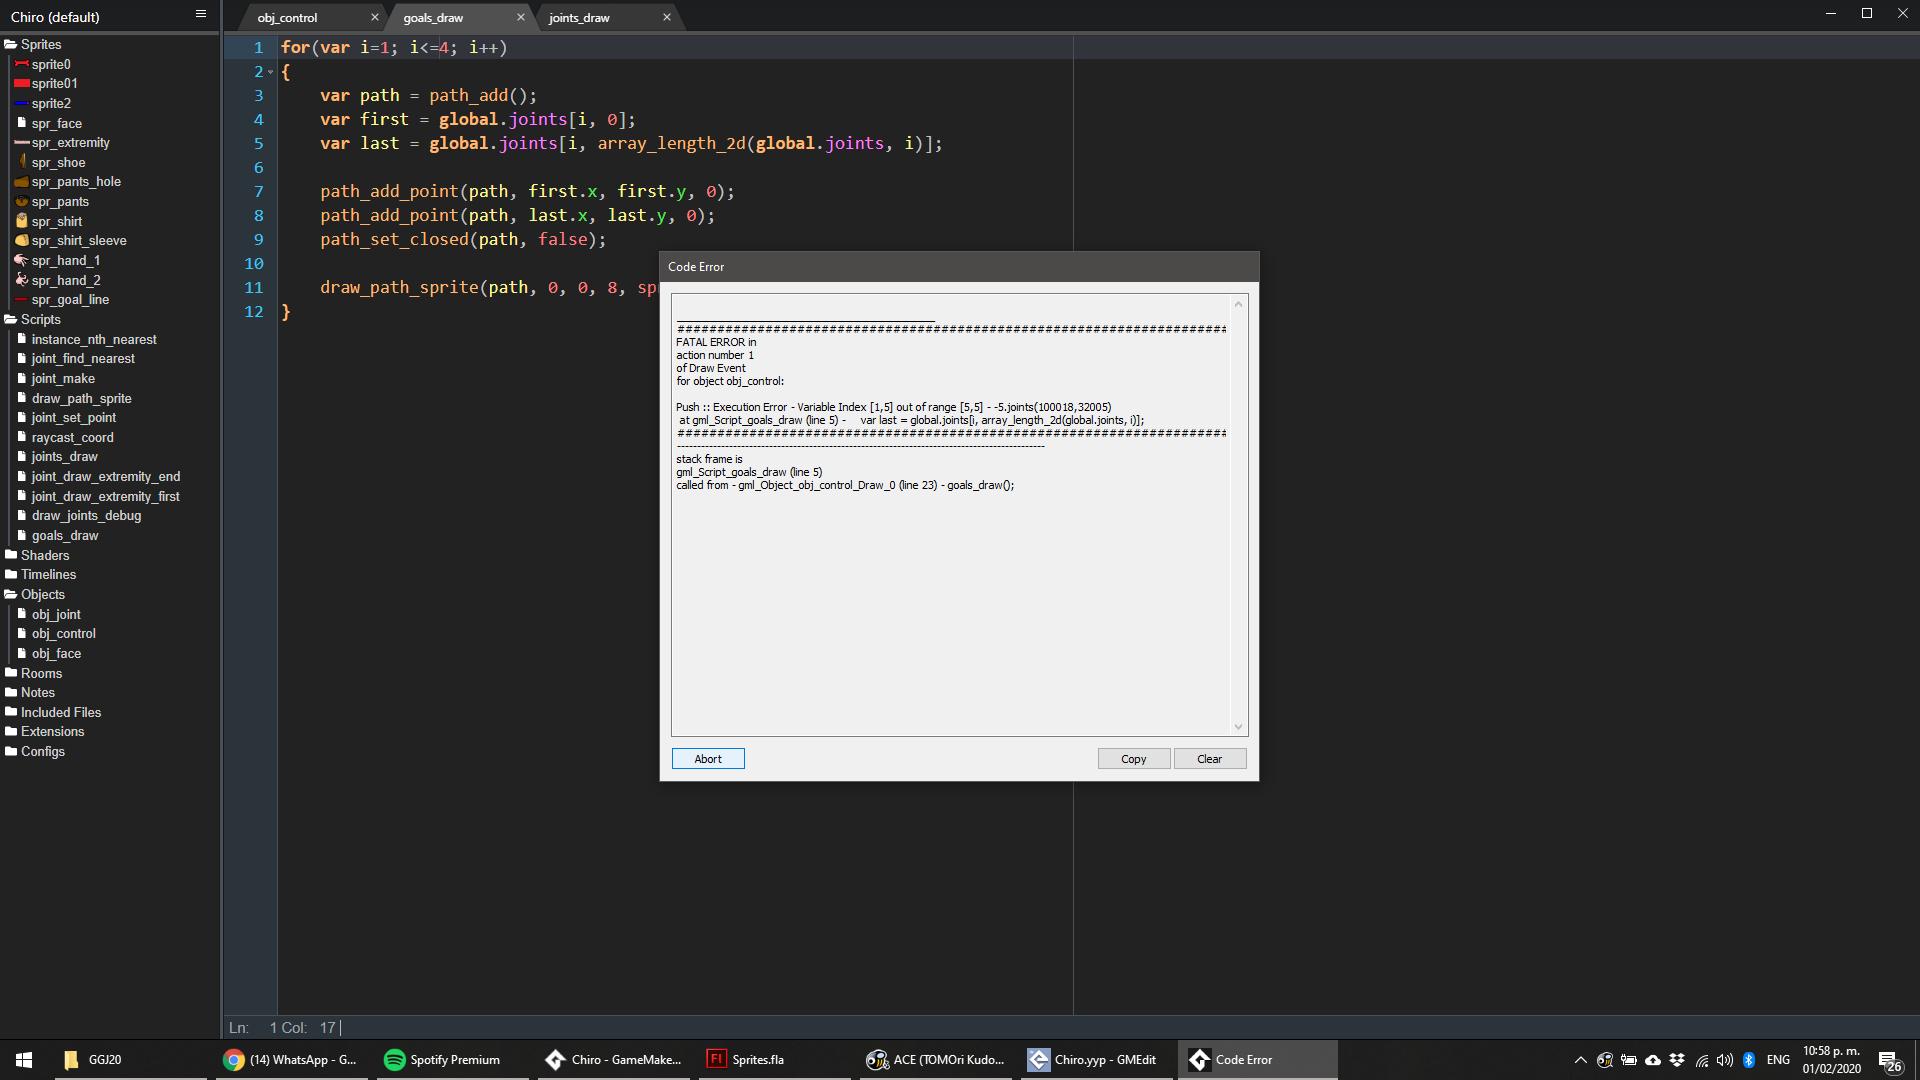 Chiro (default)
obj_control
goals_draw
joints_draw
Sprites
sprite0
sprite01
sprite2
spr_face
spr_extremity
spr_shoe
spr_pants_hole
spr_pants
spr_shirt
spr_shirt_sleeve
spr_hand_1
spr_hand_2
spr_goal_line
Scripts
instance_nth_nearest
joint_find_nearest
joint_make
draw_path_sprite
joint_set_point
raycast_coord
joints_draw
joint_draw_extremity_end
joint_draw_extremity_first
draw_joints_debug
goals_draw
Shaders
Timelines
Objects
obj_joint
obj_control
obj_face
Rooms
Notes
Included Files
Extensions
Configs
1 for(var i=1; i<=4; i++)
2 {
3 var path = path_add();
4 var first = global.joints[i, 0];
5 var last = global.joints[i, array_length_2d(global.joints, i)];
6
7 path_add_point(path, first.x, first.y, 0);
8 path_add_point(path, last.x, last.y, 0);
9 path_set_closed(path, false);
10
11 draw_path_sprite(path, 0, 0, 8, sp
12 }
Code Error
FATAL ERROR in
action number 1
of Draw Event
for object obj_control:
Push :: Execution Error - Variable Index [1,5] out of range [5,5] - -5.joints(100018,32005)
at gml_Script_goals_draw (line 5) - var last = global.joints[i, array_length_2d(global.joints, i)];
stack frame is
gml_Script_goals_draw (line 5)
called from - gml_Object_obj_control_Draw_0 (line 23) - goals_draw();
Abort
Copy
Clear
Ln: 1 Col: 17
GGJ20
(14) WhatsApp - G...
Spotify Premium
Chiro - GameMake...
Fl
Sprites.fla
ACE (TOMOri Kudo...
Chiro.yyp - GMEdit
Code Error
ENG
10:58 p. m.
01/02/2020
26